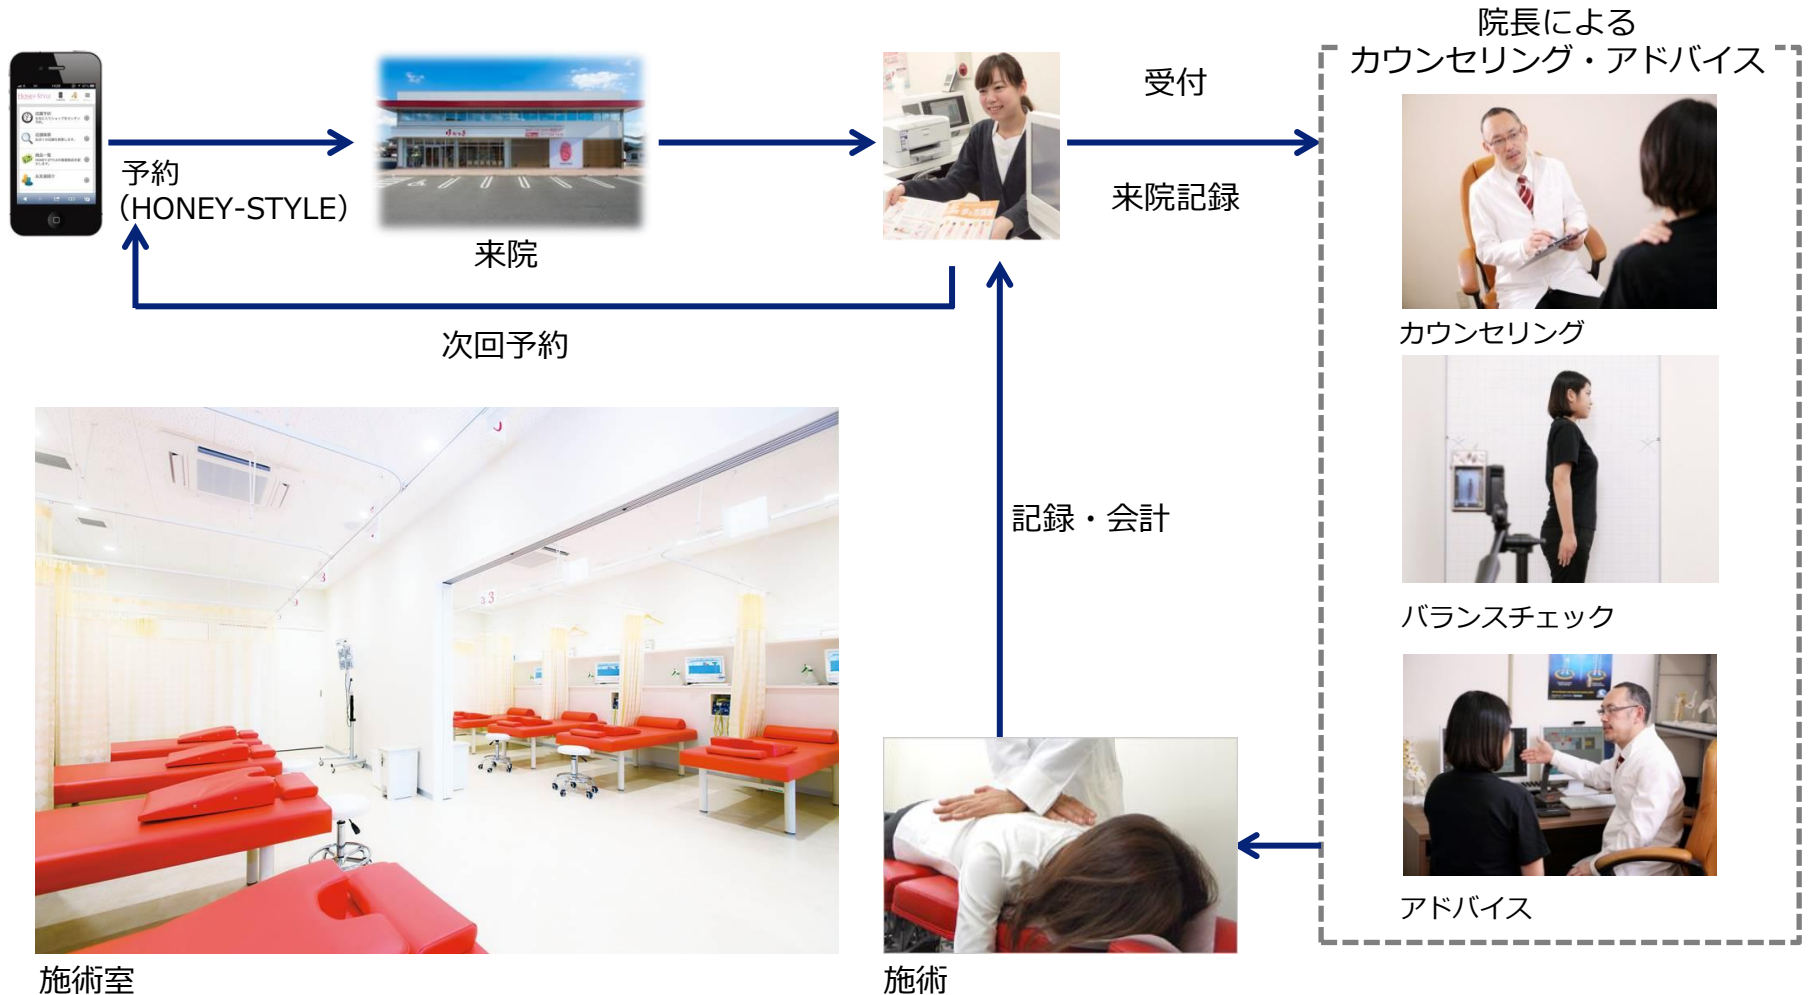 院長による
カウンセリング・アドバイス
受付
予約
（HONEY-STYLE）
来院記録
来院
カウンセリング
次回予約
記録・会計
バランスチェック
アドバイス
施術室
施術
3
33